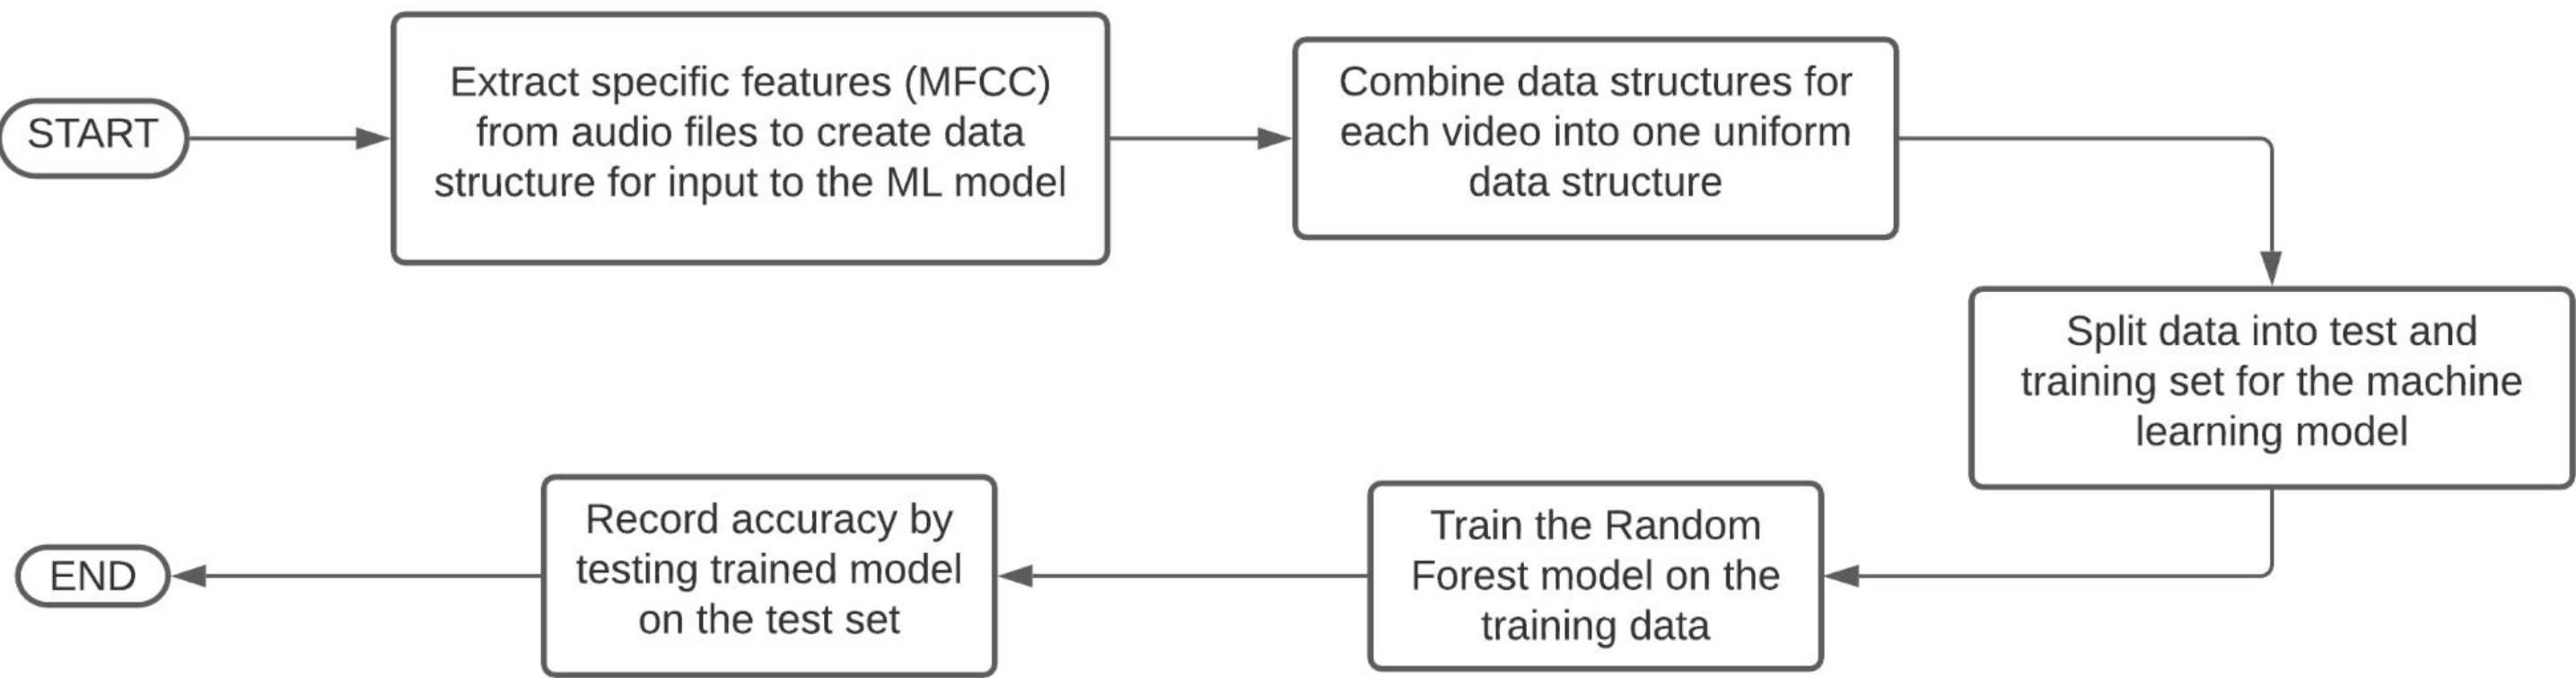 START
Extract specific features (MFCC)
from audio files to create data
structure for input to the ML model
Combine data structures for
each video into one uniform
data structure
Split data into test and
training set for the machine
learning model
Train the Random
Forest model on the
training data
Record accuracy by
testing trained model
on the test set
END